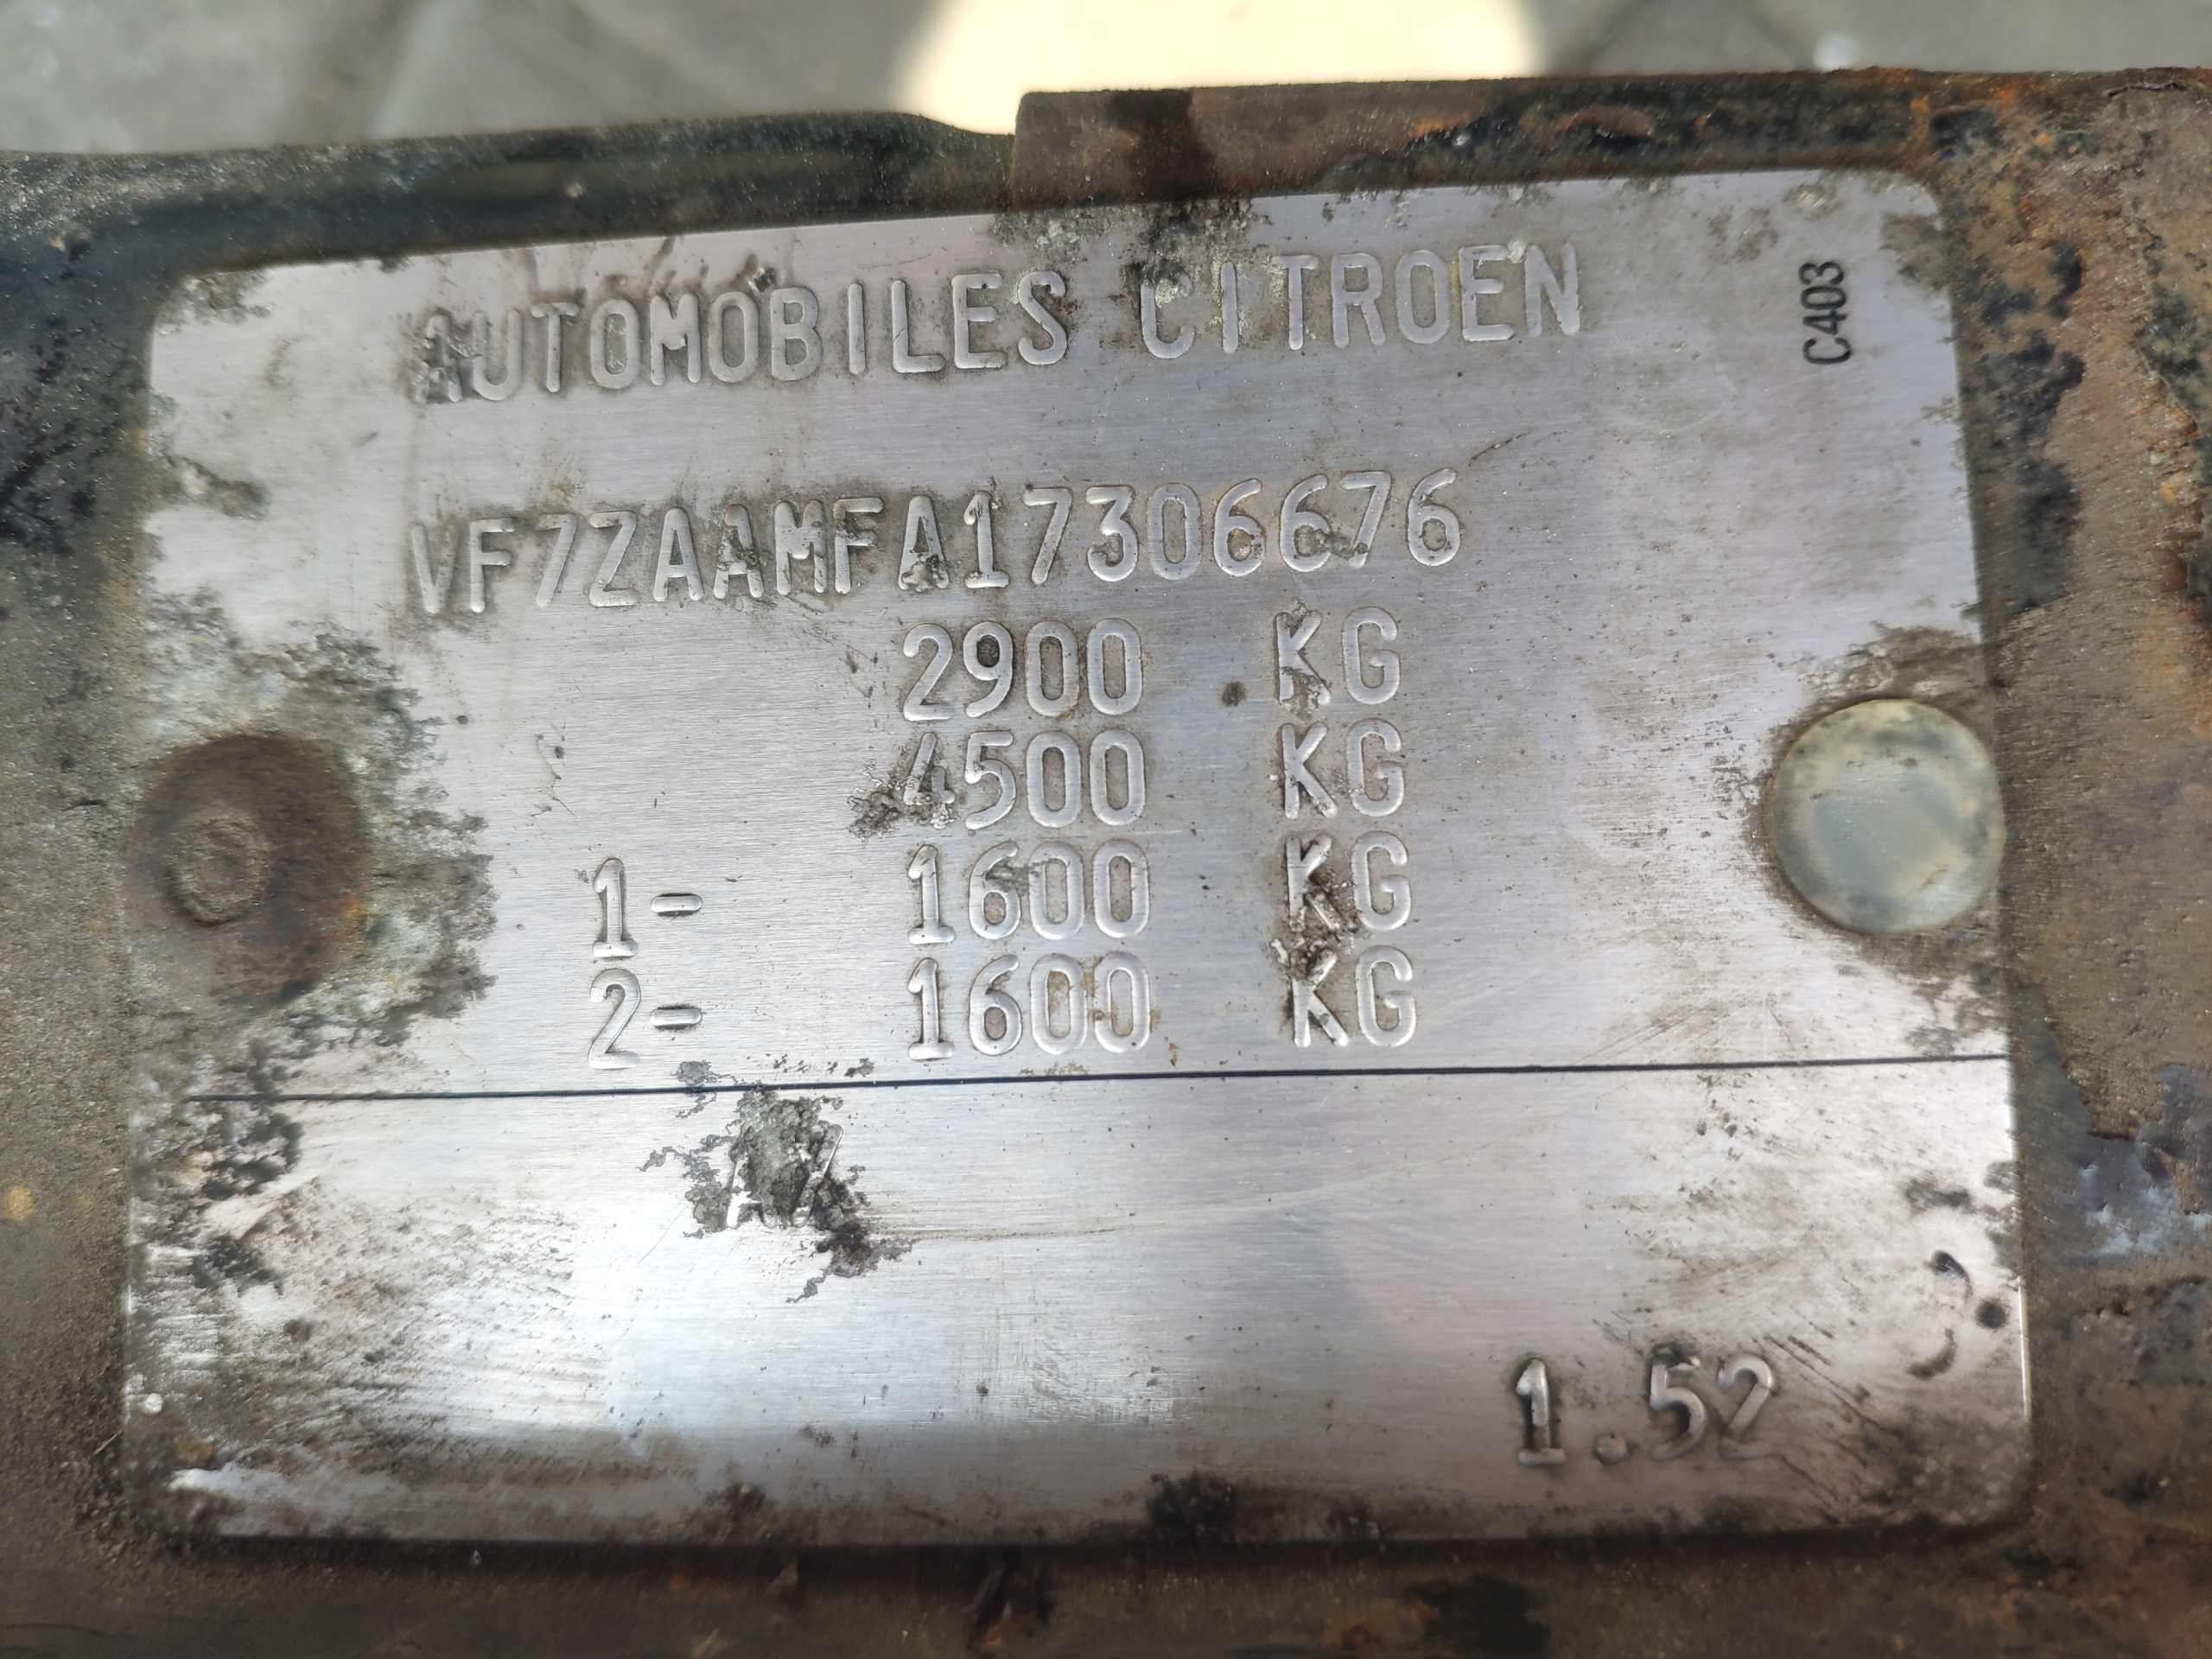 AUTOMOBILES CITROEN
C403
VF7ZAAMFA17306676
2900 KG
4500 KG
1- 1600 KG
2- 1600 KG
1.52